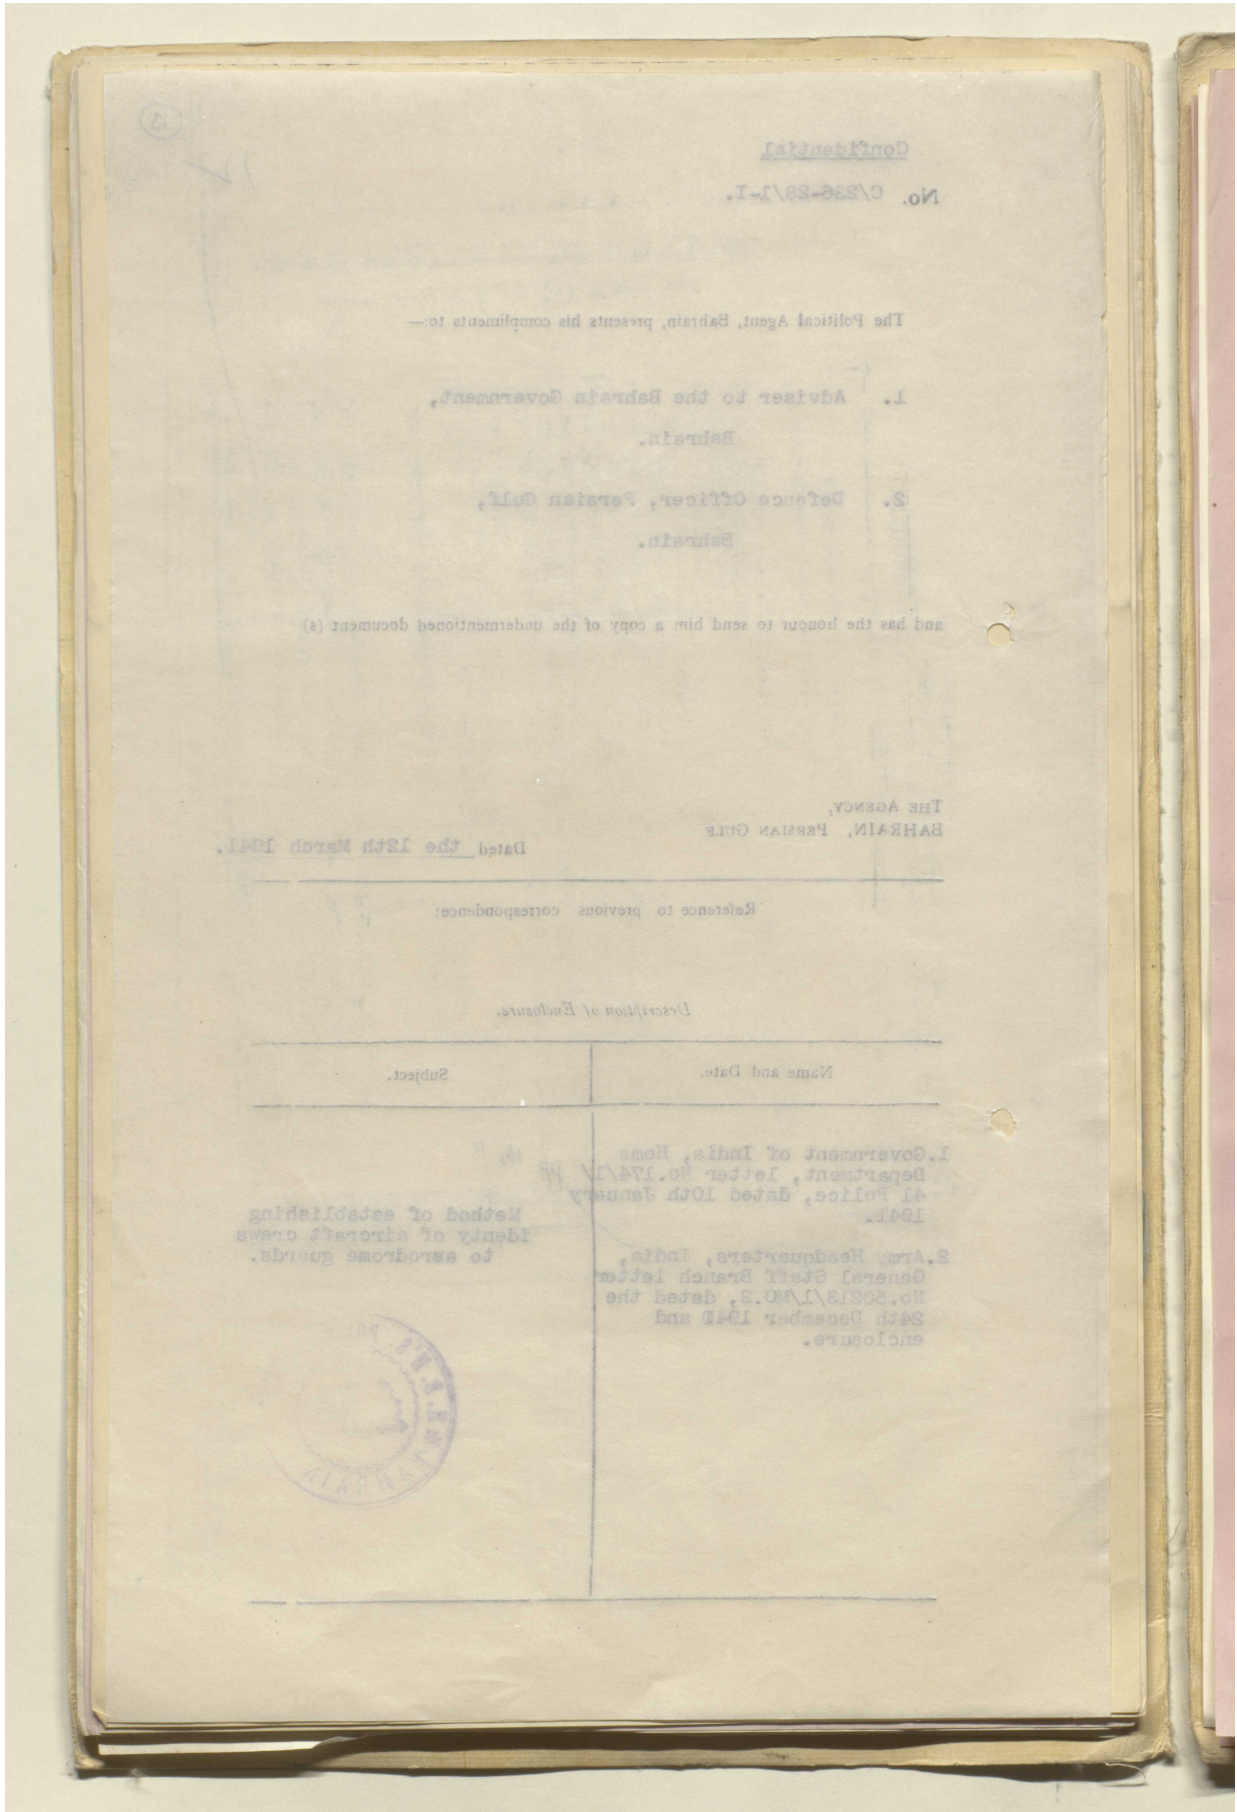 13
Confidential
No. C/236-28/1-I.
The Political Agent, Bahrain, presents his compliments to:—
1. Adviser to the Bahrain Government,
Bahrain.
2. Defence Officer, Persian Gulf,
Bahrain.
and has the honour to send him a copy of the undermentioned document (s)
THE AGENCY,
BAHRAIN, PERSIAN GULF
Dated the 12th March 1941.
Reference to previous correspondence:
Description of Enclosure.
Name and Date.
Subject.
1. Government of India, Home
Department, letter No.174/1/
41 Police, dated 10th January
1941.
2. Army Headquarters, India,
General Staff Branch letter
No.50213/1/MO.2, dated the
24th December 1941 and
enclosure.
Method of establishing
identy of aircraft crews
to aerodrome guards.
BAHRAIN